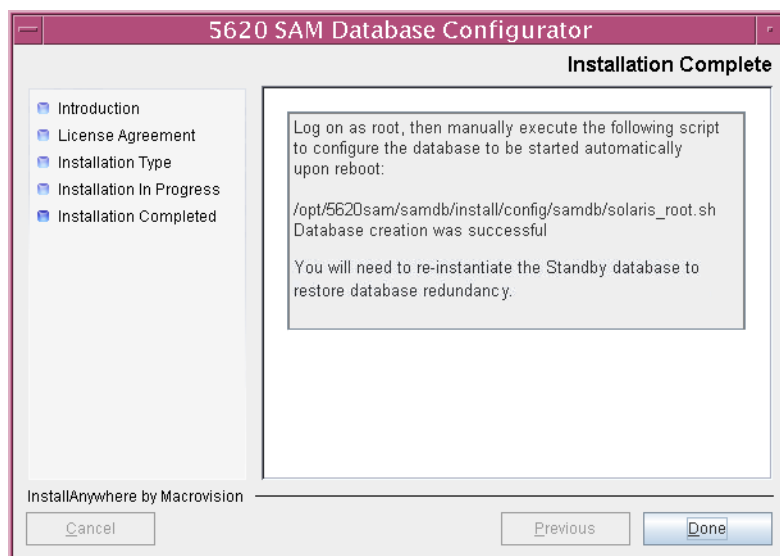 5620 SAM Database Configurator
Installation Complete
Introduction
License Agreement
Installation Type
Installation In Progress
Installation Completed
Log on as root, then manually execute the following script
to configure the database to be started automatically
upon reboot:
/opt/5620sam/samdb/install/config/samdb/solaris_root.sh
Database creation was successful
You will need to re-instantiate the Standby database to
restore database redundancy.
InstallAnywhere by Macrovision
Cancel
Previous
Done